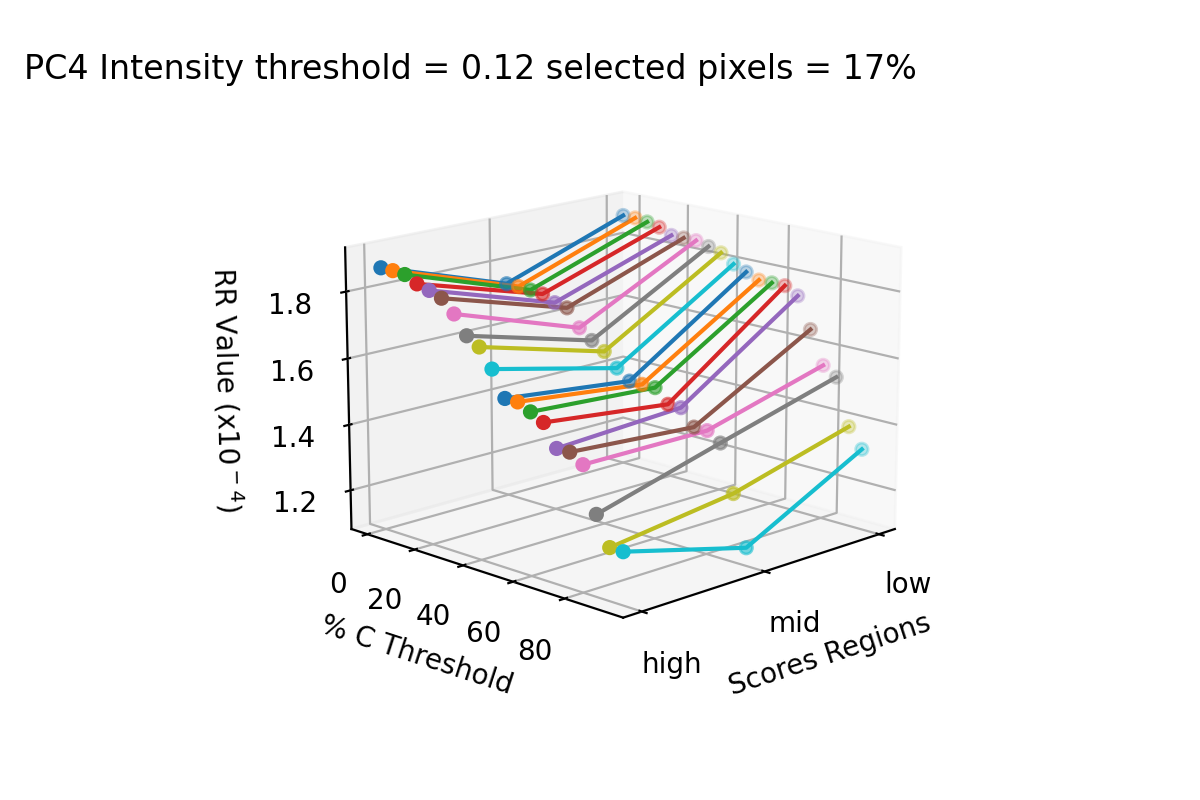 PC4 Intensity threshold = 0.12 selected pixels = 17%
RR Value (x10⁻⁴)
1.8
1.6
1.4
1.2
0
20
40
60
80
% C Threshold
high
mid
low
Scores Regions